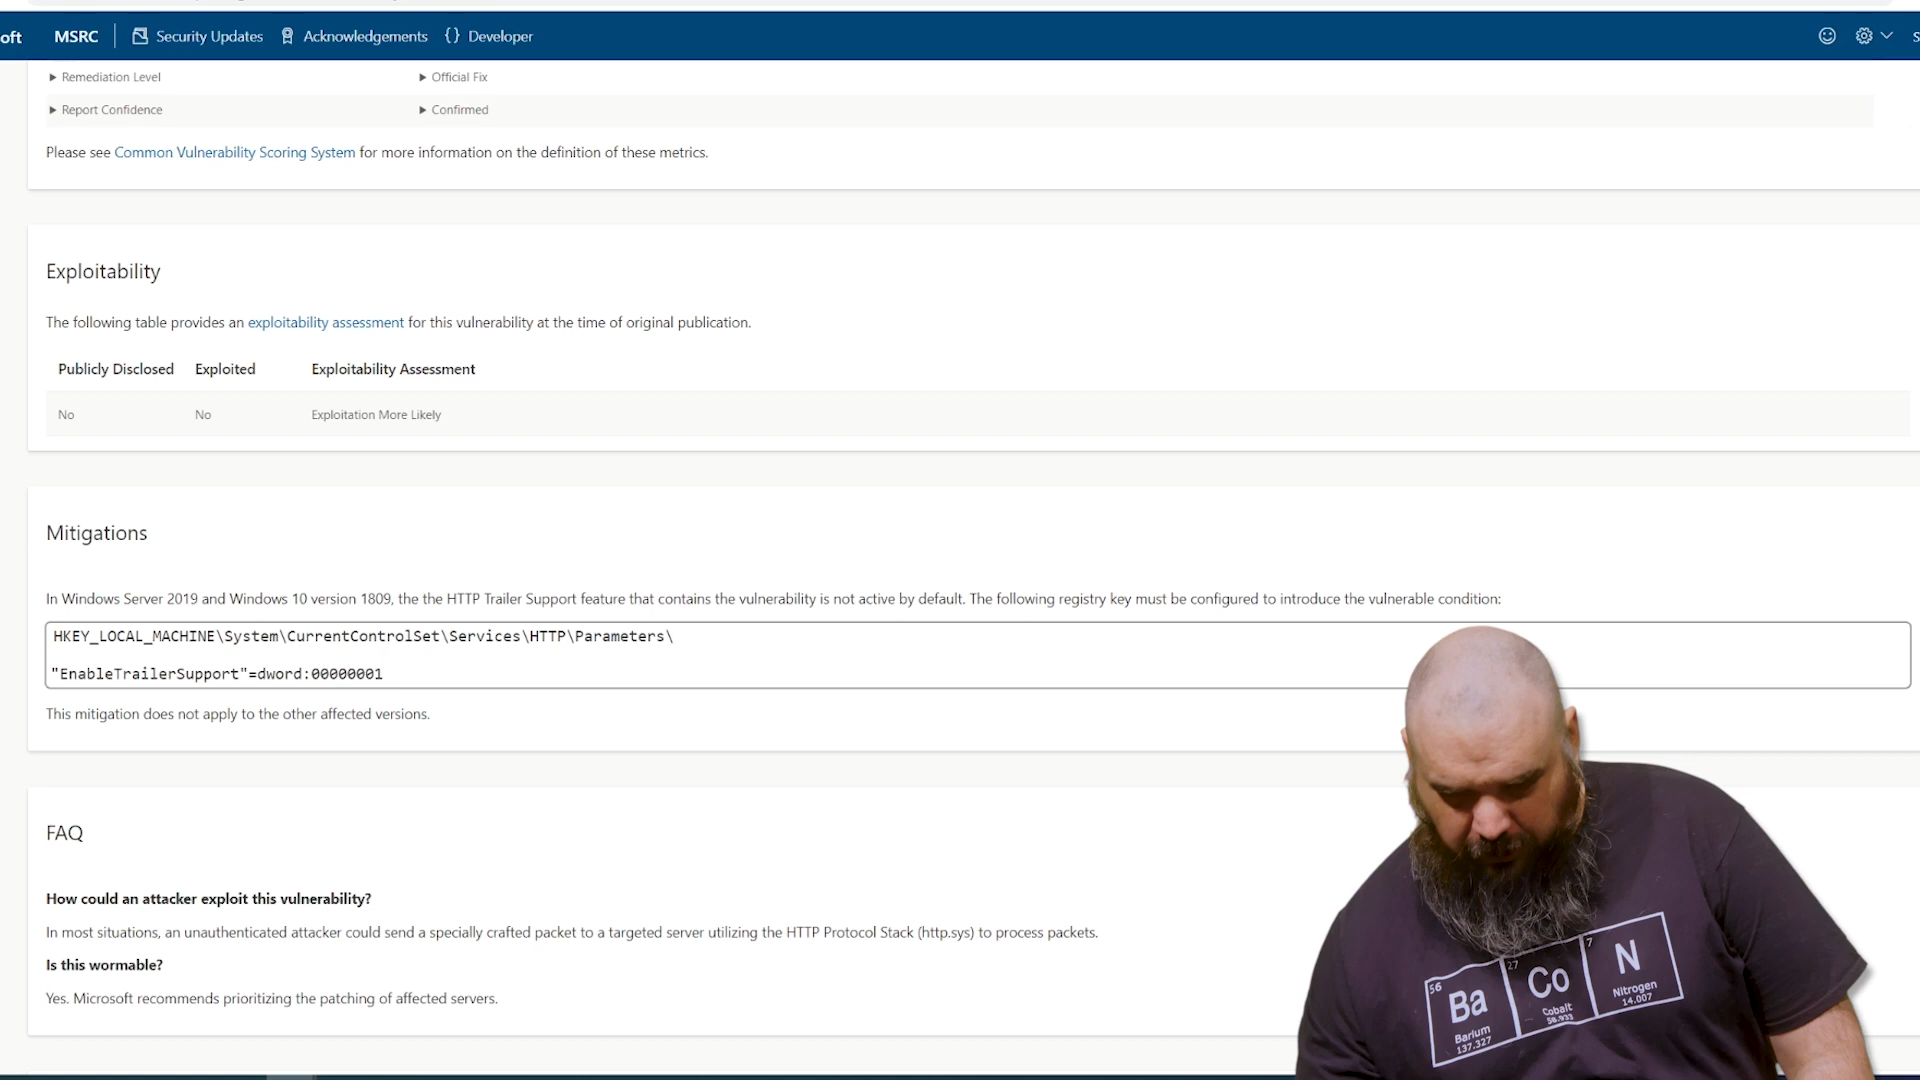 oft MSRC Security Updates Acknowledgements {} Developer
Remediation Level Official Fix
Report Confidence Confirmed
Please see Common Vulnerability Scoring System for more information on the definition of these metrics.
Exploitability
The following table provides an exploitability assessment for this vulnerability at the time of original publication.
Publicly Disclosed Exploited Exploitability Assessment
No No Exploitation More Likely
Mitigations
In Windows Server 2019 and Windows 10 version 1809, the the HTTP Trailer Support feature that contains the vulnerability is not active by default. The following registry key must be configured to introduce the vulnerable condition:
HKEY_LOCAL_MACHINE\System\CurrentControlSet\Services\HTTP\Parameters\
"EnableTrailerSupport"=dword:00000001
This mitigation does not apply to the other affected versions.
FAQ
How could an attacker exploit this vulnerability?
In most situations, an unauthenticated attacker could send a specially crafted packet to a targeted server utilizing the HTTP Protocol Stack (http.sys) to process packets.
Is this wormable?
Yes. Microsoft recommends prioritizing the patching of affected servers.
56 27 7
Ba Co N
Barium Cobalt Nitrogen
137.327 58.933 14.007